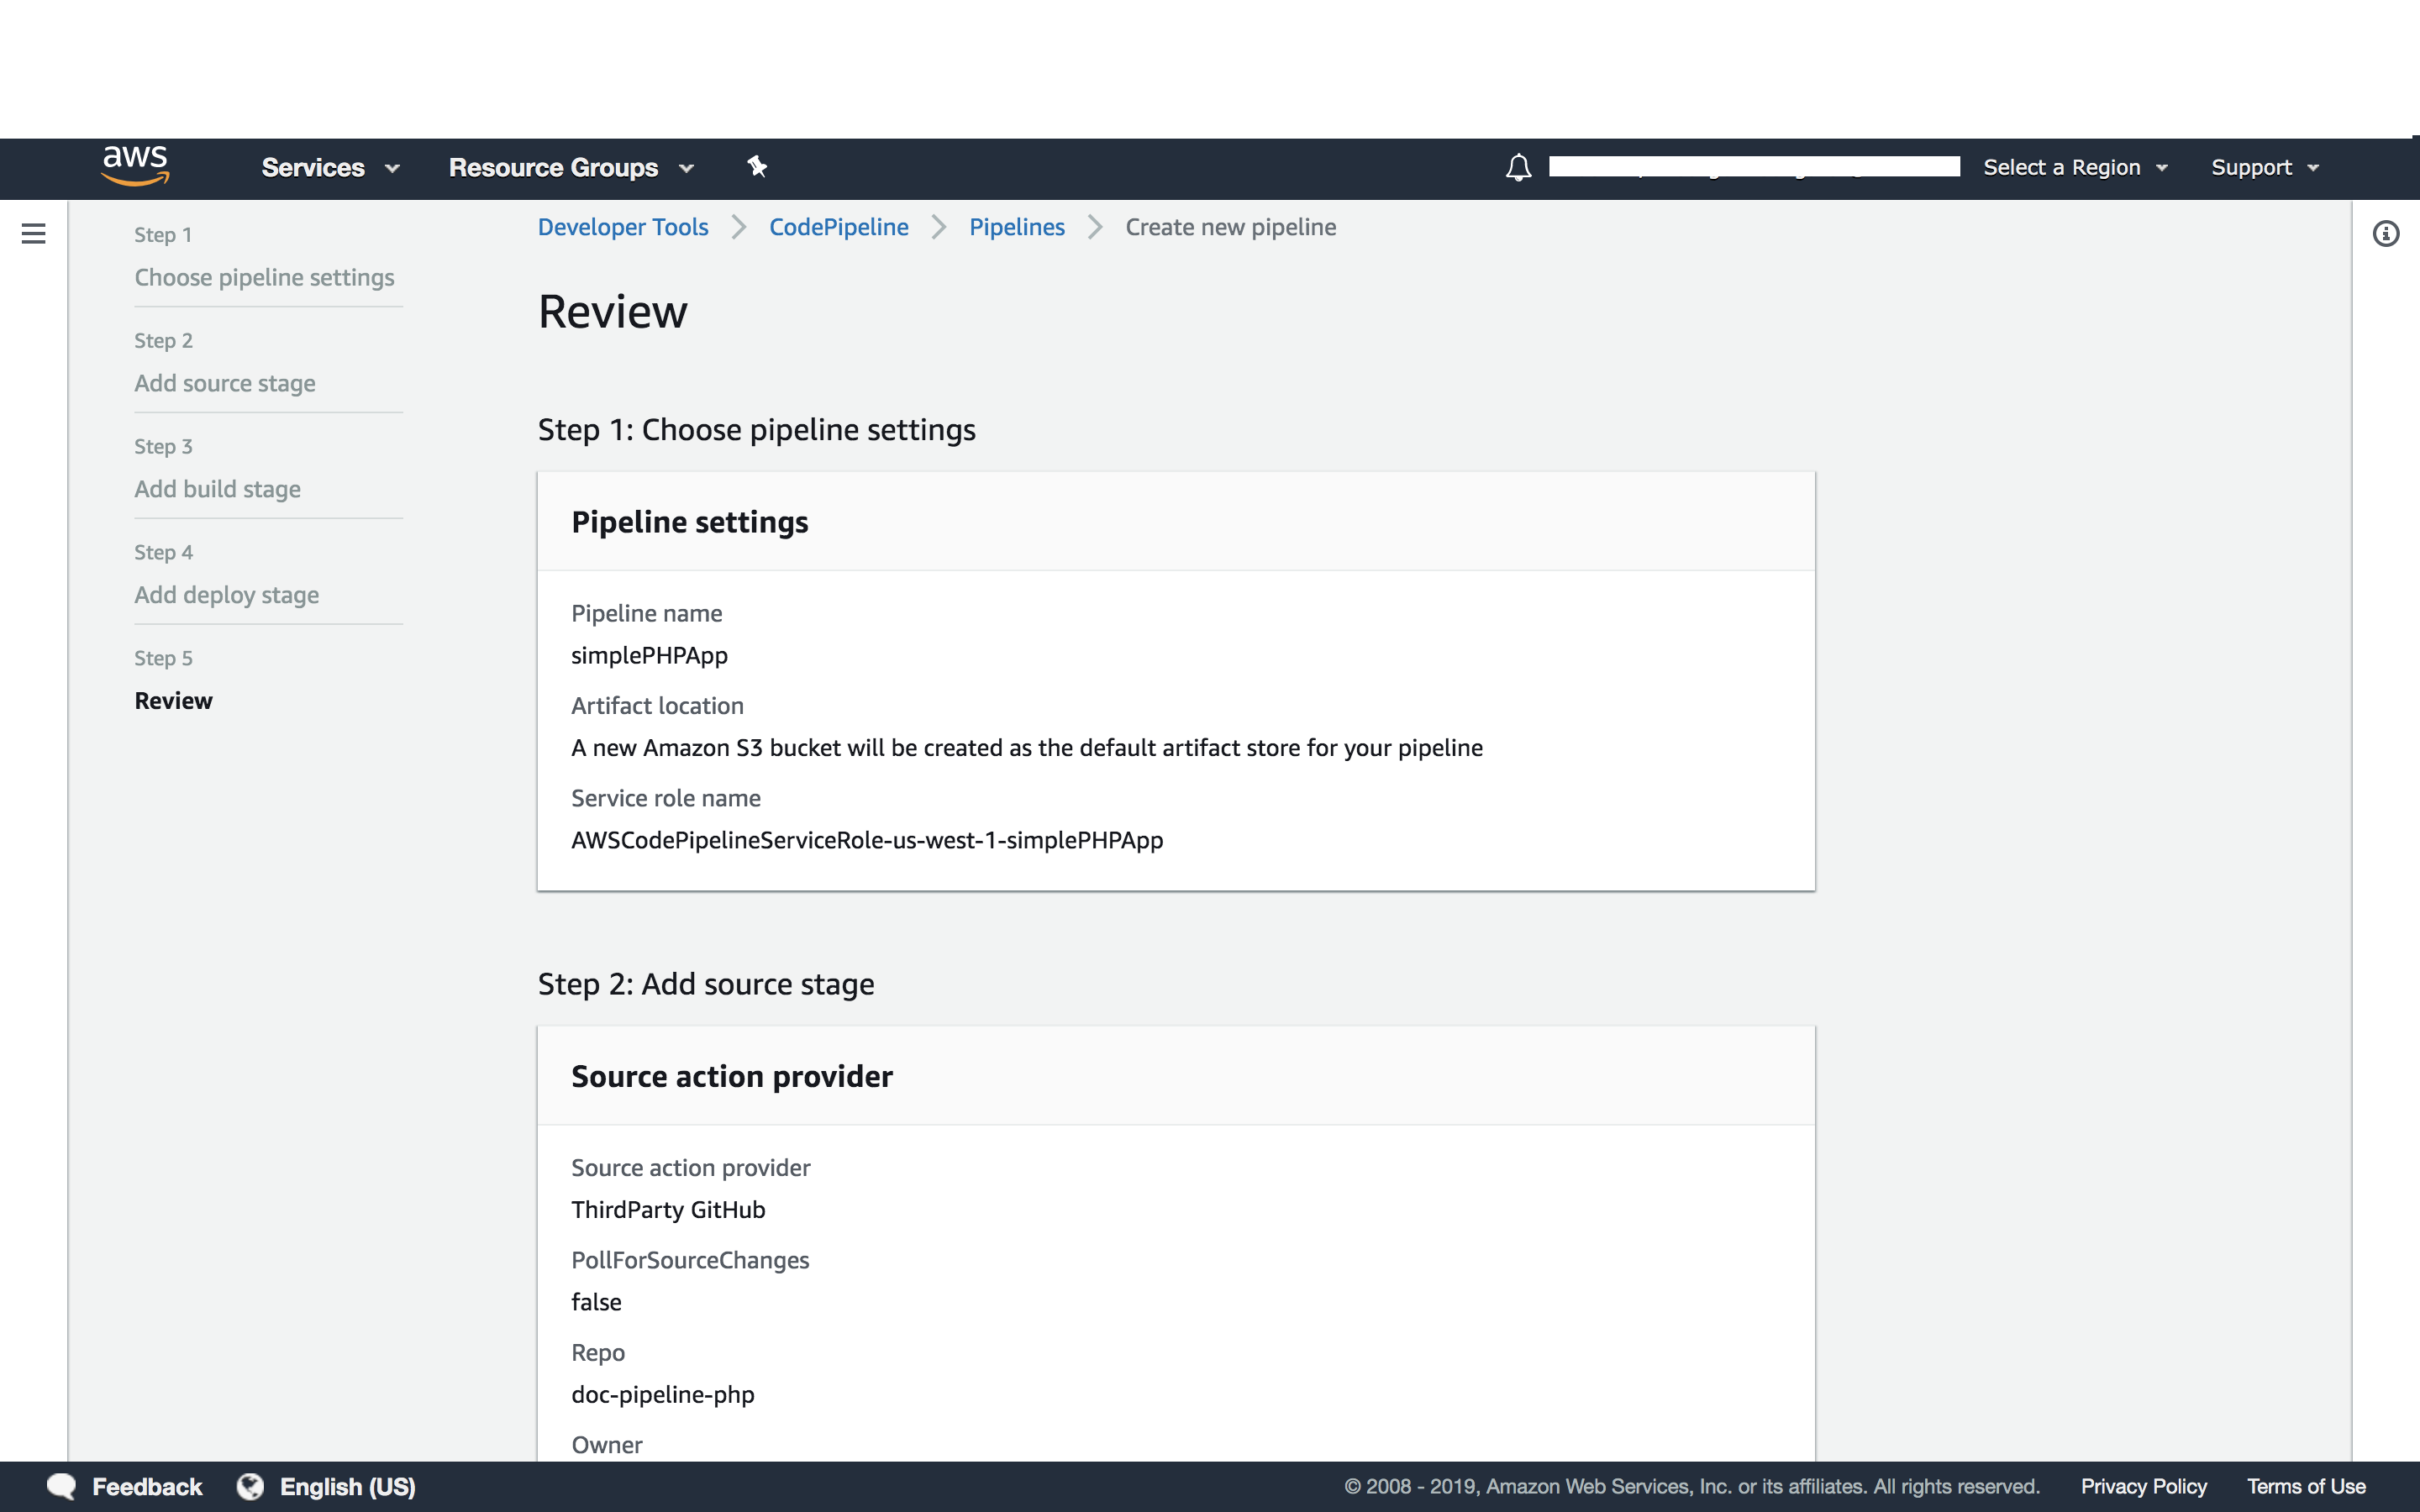 aws Services Resource Groups Select a Region Support
Step 1
Choose pipeline settings
Step 2
Add source stage
Step 3
Add build stage
Step 4
Add deploy stage
Step 5
Review
Developer Tools CodePipeline Pipelines Create new pipeline
Review
Step 1: Choose pipeline settings
Pipeline settings
Pipeline name
simplePHPApp
Artifact location
A new Amazon S3 bucket will be created as the default artifact store for your pipeline
Service role name
AWSCodePipelineServiceRole-us-west-1-simplePHPApp
Step 2: Add source stage
Source action provider
Source action provider
ThirdParty GitHub
PollForSourceChanges
false
Repo
doc-pipeline-php
Owner
Feedback English (US) © 2008 - 2019, Amazon Web Services, Inc. or its affiliates. All rights reserved. Privacy Policy Terms of Use